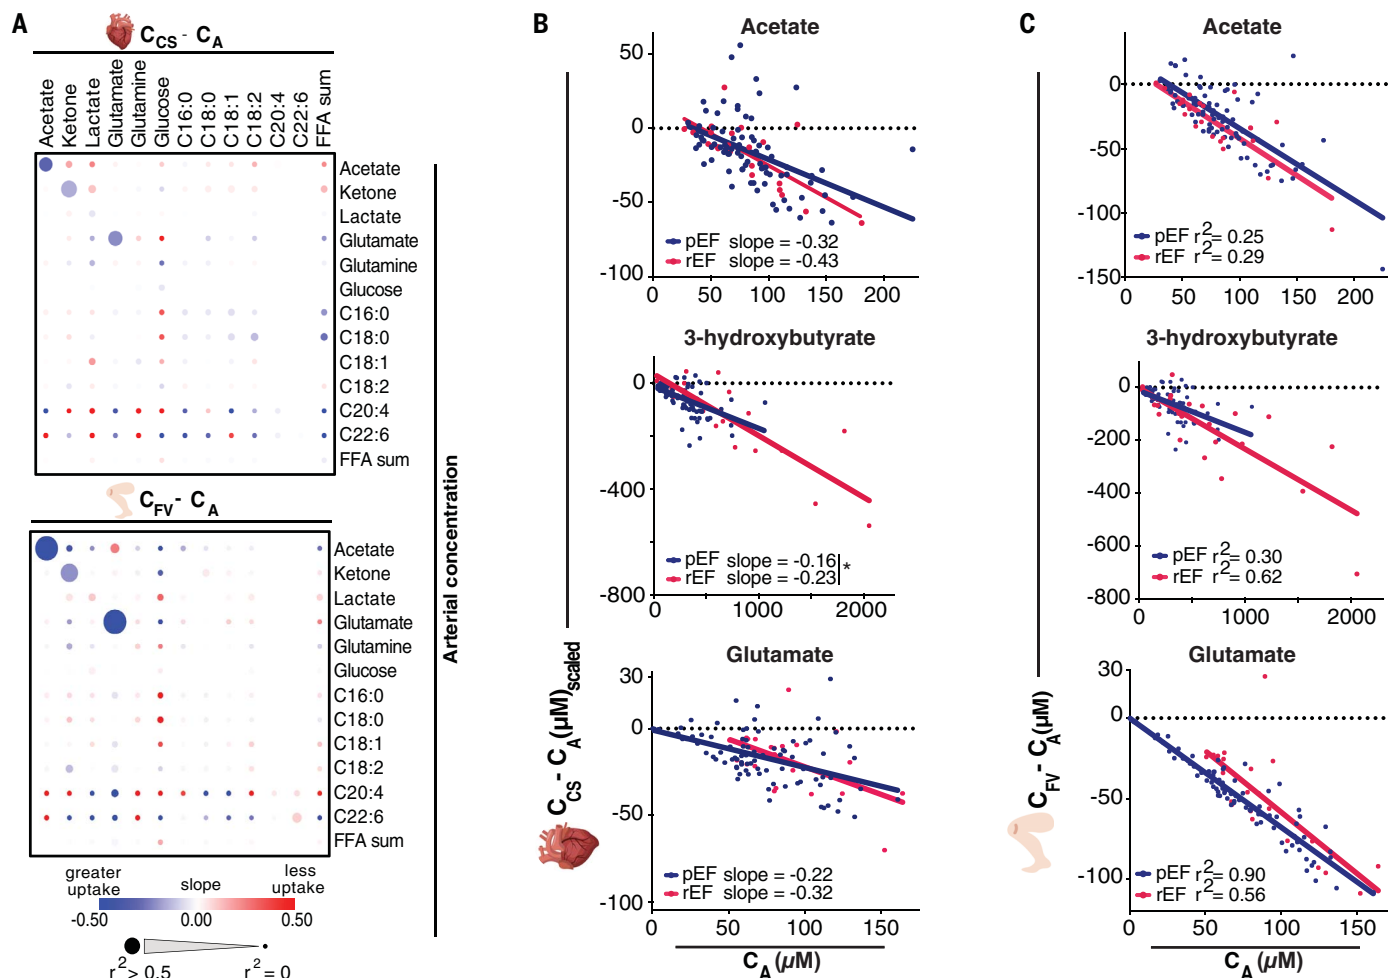 A
C_CS - C_A
Acetate
Ketone
Lactate
Glutamate
Glutamine
Glucose
C16:0
C18:0
C18:1
C18:2
C20:4
C22:6
FFA sum
Acetate
Ketone
Lactate
Glutamate
Glutamine
Glucose
C16:0
C18:0
C18:1
C18:2
C20:4
C22:6
FFA sum
C_FV - C_A
Acetate
Ketone
Lactate
Glutamate
Glutamine
Glucose
C16:0
C18:0
C18:1
C18:2
C20:4
C22:6
FFA sum
Arterial concentration
greater uptake
slope
less uptake
-0.50
0.00
0.50
r² > 0.5
r² = 0
B
Acetate
50
0
-50
-100
0 50 100 150 200
pEF slope = -0.32
rEF slope = -0.43
3-hydroxybutyrate
0
-400
-800
0 1000 2000
pEF slope = -0.16
rEF slope = -0.23
*
Glutamate
30
0
-50
-100
0 50 100 150
pEF slope = -0.22
rEF slope = -0.32
C_CS - C_A (µM)scaled
C_A (µM)
C
Acetate
0
-50
-100
-150
0 50 100 150 200
pEF r² = 0.25
rEF r² = 0.29
3-hydroxybutyrate
0
-200
-400
-600
-800
0 1000 2000
pEF r² = 0.30
rEF r² = 0.62
Glutamate
30
0
-50
-100
0 50 100 150
pEF r² = 0.90
rEF r² = 0.56
C_FV - C_A (µM)
C_A (µM)